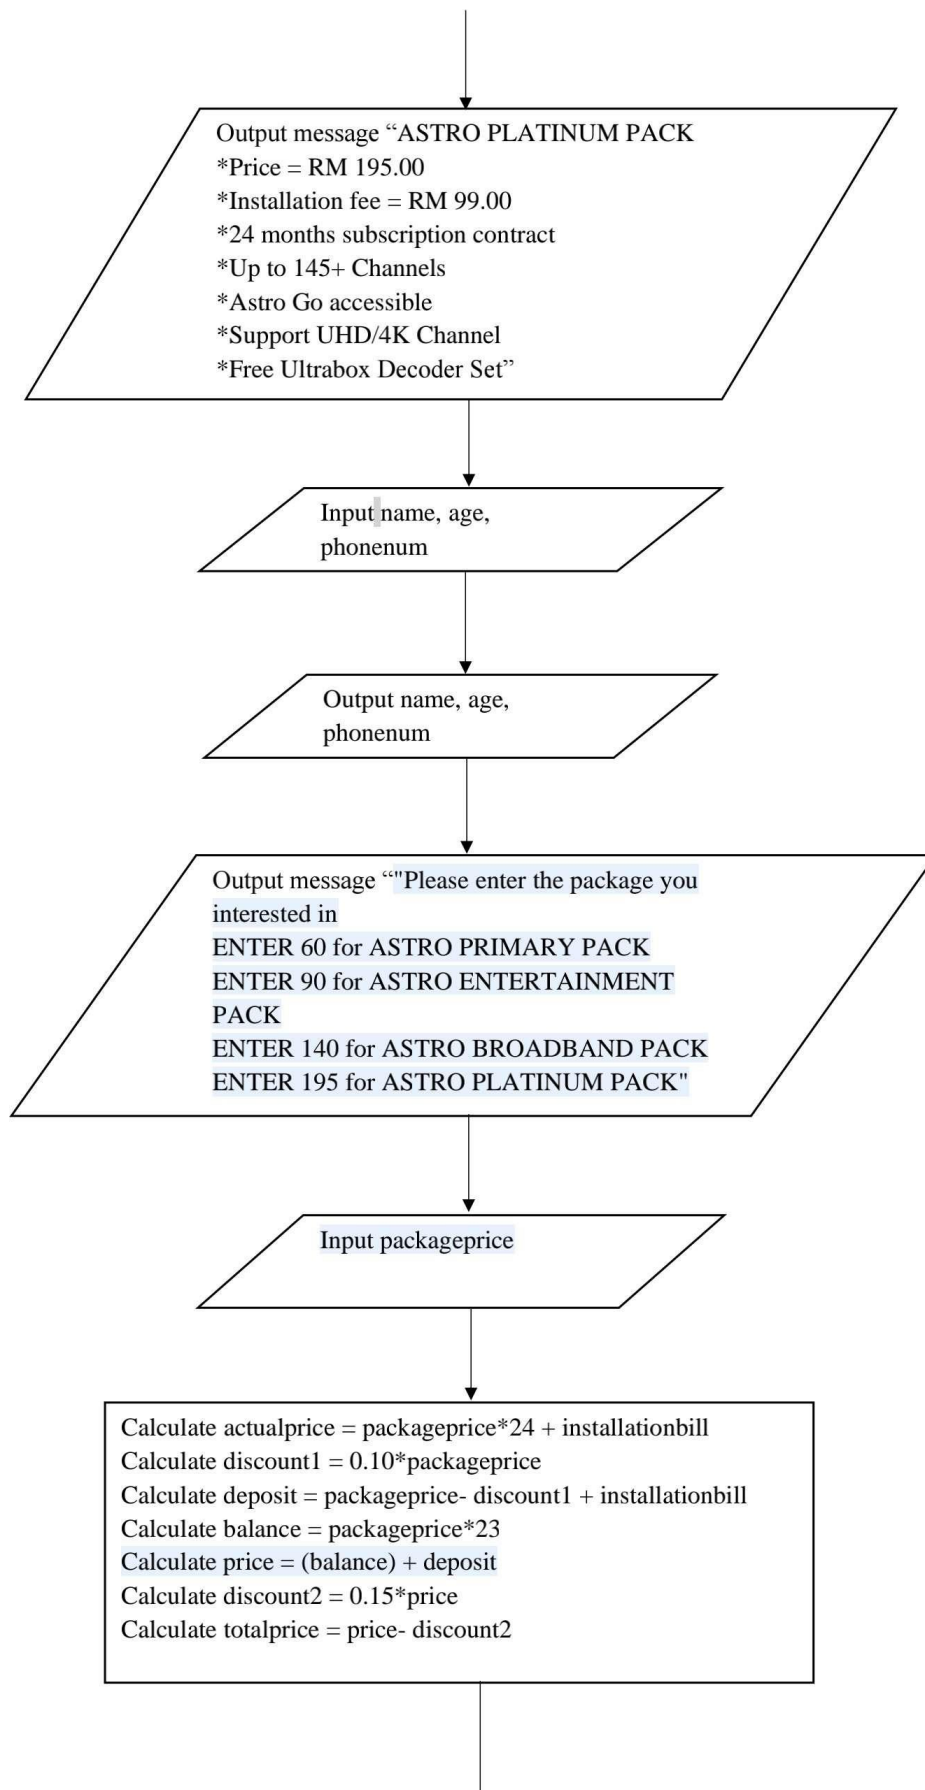 Output message “ASTRO PLATINUM PACK
*Price = RM 195.00
*Installation fee = RM 99.00
*24 months subscription contract
*Up to 145+ Channels
*Astro Go accessible
*Support UHD/4K Channel
*Free Ultrabox Decoder Set”
Input name, age,
phonenum
Output name, age,
phonenum
Output message “"Please enter the package you
interested in
ENTER 60 for ASTRO PRIMARY PACK
ENTER 90 for ASTRO ENTERTAINMENT
PACK
ENTER 140 for ASTRO BROADBAND PACK
ENTER 195 for ASTRO PLATINUM PACK"
Input packageprice
Calculate actualprice = packageprice*24 + installationbill
Calculate discount1 = 0.10*packageprice
Calculate deposit = packageprice- discount1 + installationbill
Calculate balance = packageprice*23
Calculate price = (balance) + deposit
Calculate discount2 = 0.15*price
Calculate totalprice = price- discount2